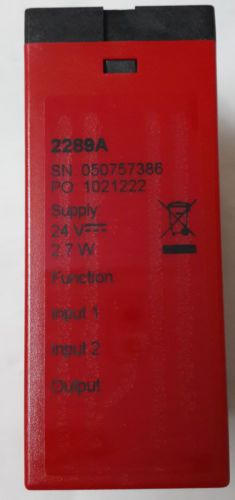 2289A
SN 050757386
PO 1021222
Supply
24 V⎓
2.7 W
Function
Input 1
Input 2
Output